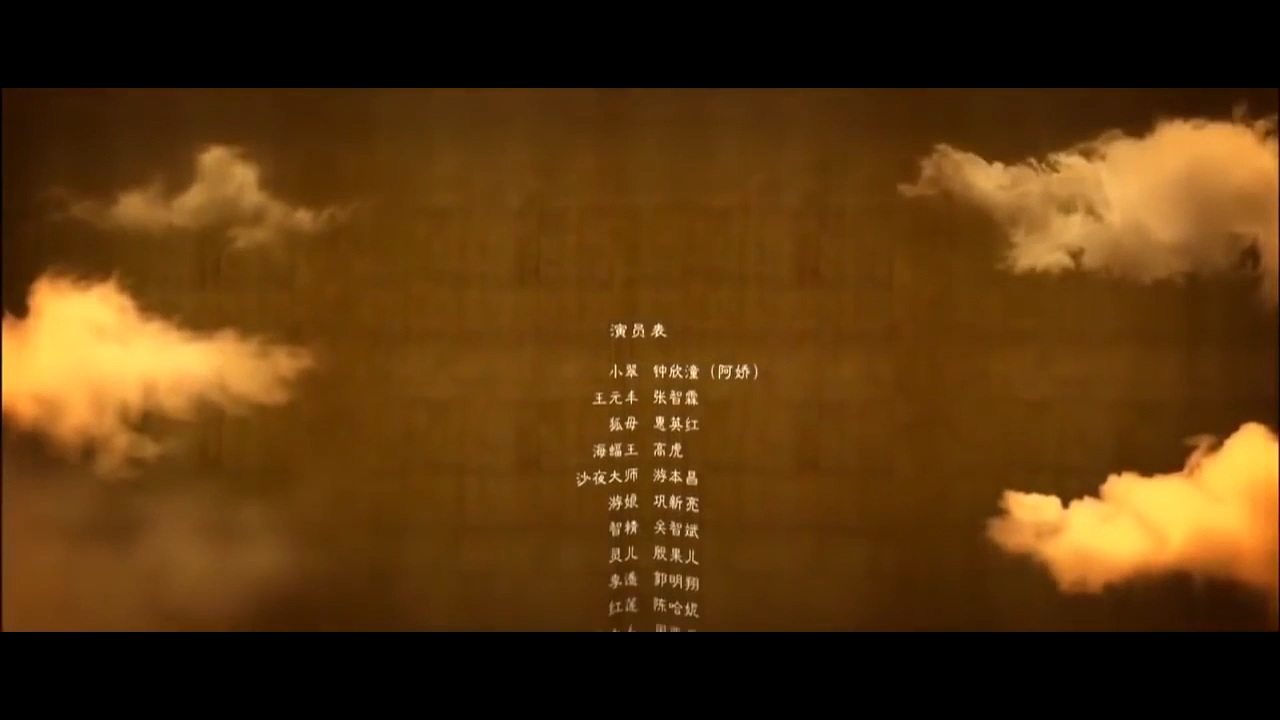 演员表
小翠 钟欣潼（阿娇）
王元丰 张智霖
狐母 惠英红
海蝠王 高虎
沙夜大师 游本昌
游娘 巩新亮
智精 吴智斌
灵儿 殷果儿
李潘 郭明翔
红莲 陈哈妮